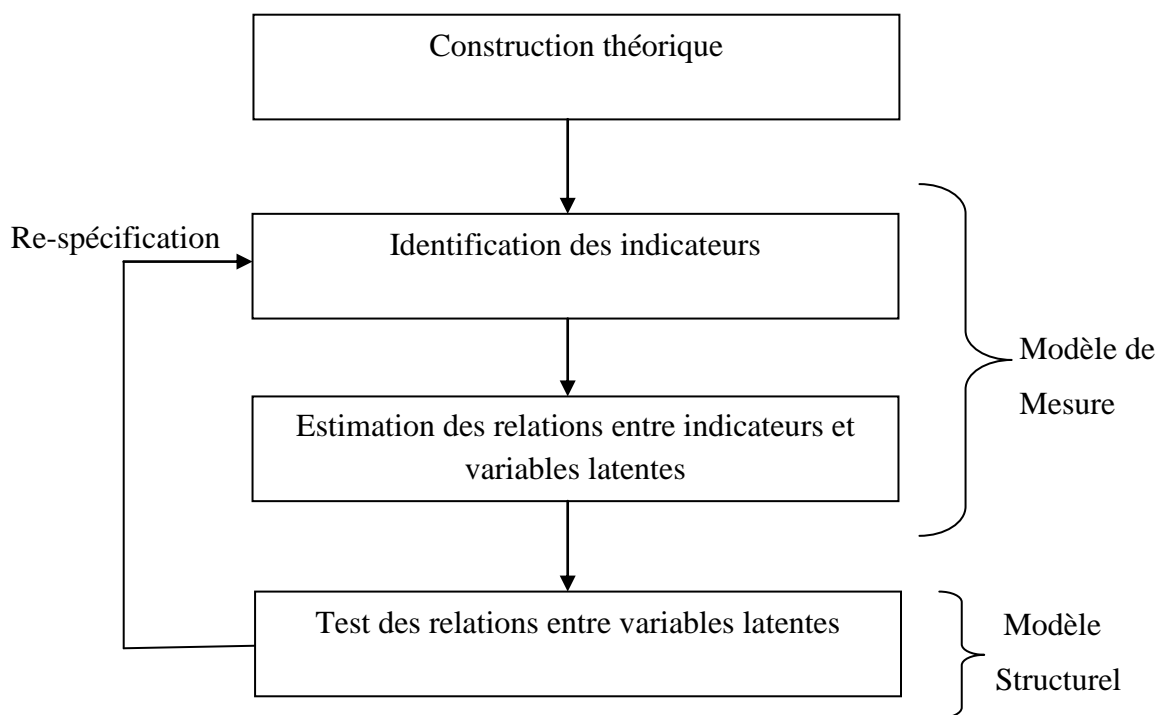 Construction théorique
Re-spécification
Identification des indicateurs
Modèle de
Mesure
Estimation des relations entre indicateurs et
variables latentes
Test des relations entre variables latentes
Modèle
Structurel